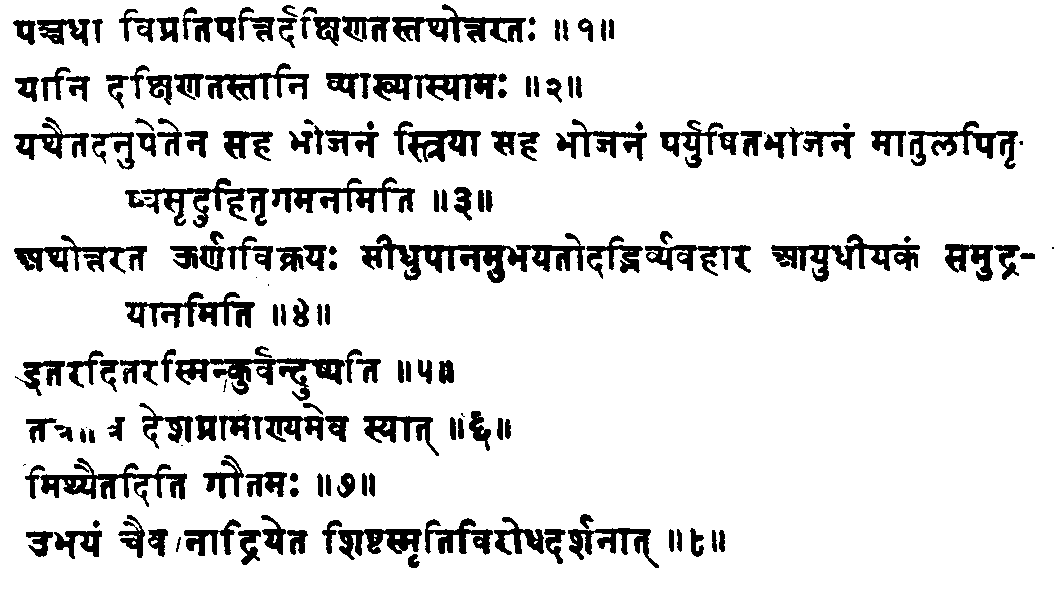 पञ्चधा विप्रतिपत्तिर्दक्षिणतस्तथोत्तरतः ॥१॥
यानि दक्षिणतस्तानि व्याख्यास्यामः ॥२॥
यथैतदनुपेतेन सह भोजनं स्त्रिया सह भोजनं पर्युषितभोजनं मातुलपितृ-
ष्वसृदुहितृगमनमिति ॥३॥
अथोत्तरत ऊर्णाविक्रयः सीधुपानमुभयतोदद्भिर्व्यवहार आयुधीयकं समुद्र-
यानमिति ॥४॥
इतरदितरस्मिन्कुर्वन्दुष्यति ॥५॥
देशप्रामाण्यमेव स्यात् ॥६॥
मिथ्यैतदिति गौतमः ॥७॥
उभयं चैव नाद्रियेत शिष्टस्मृतिविरोधदर्शनात् ॥८॥